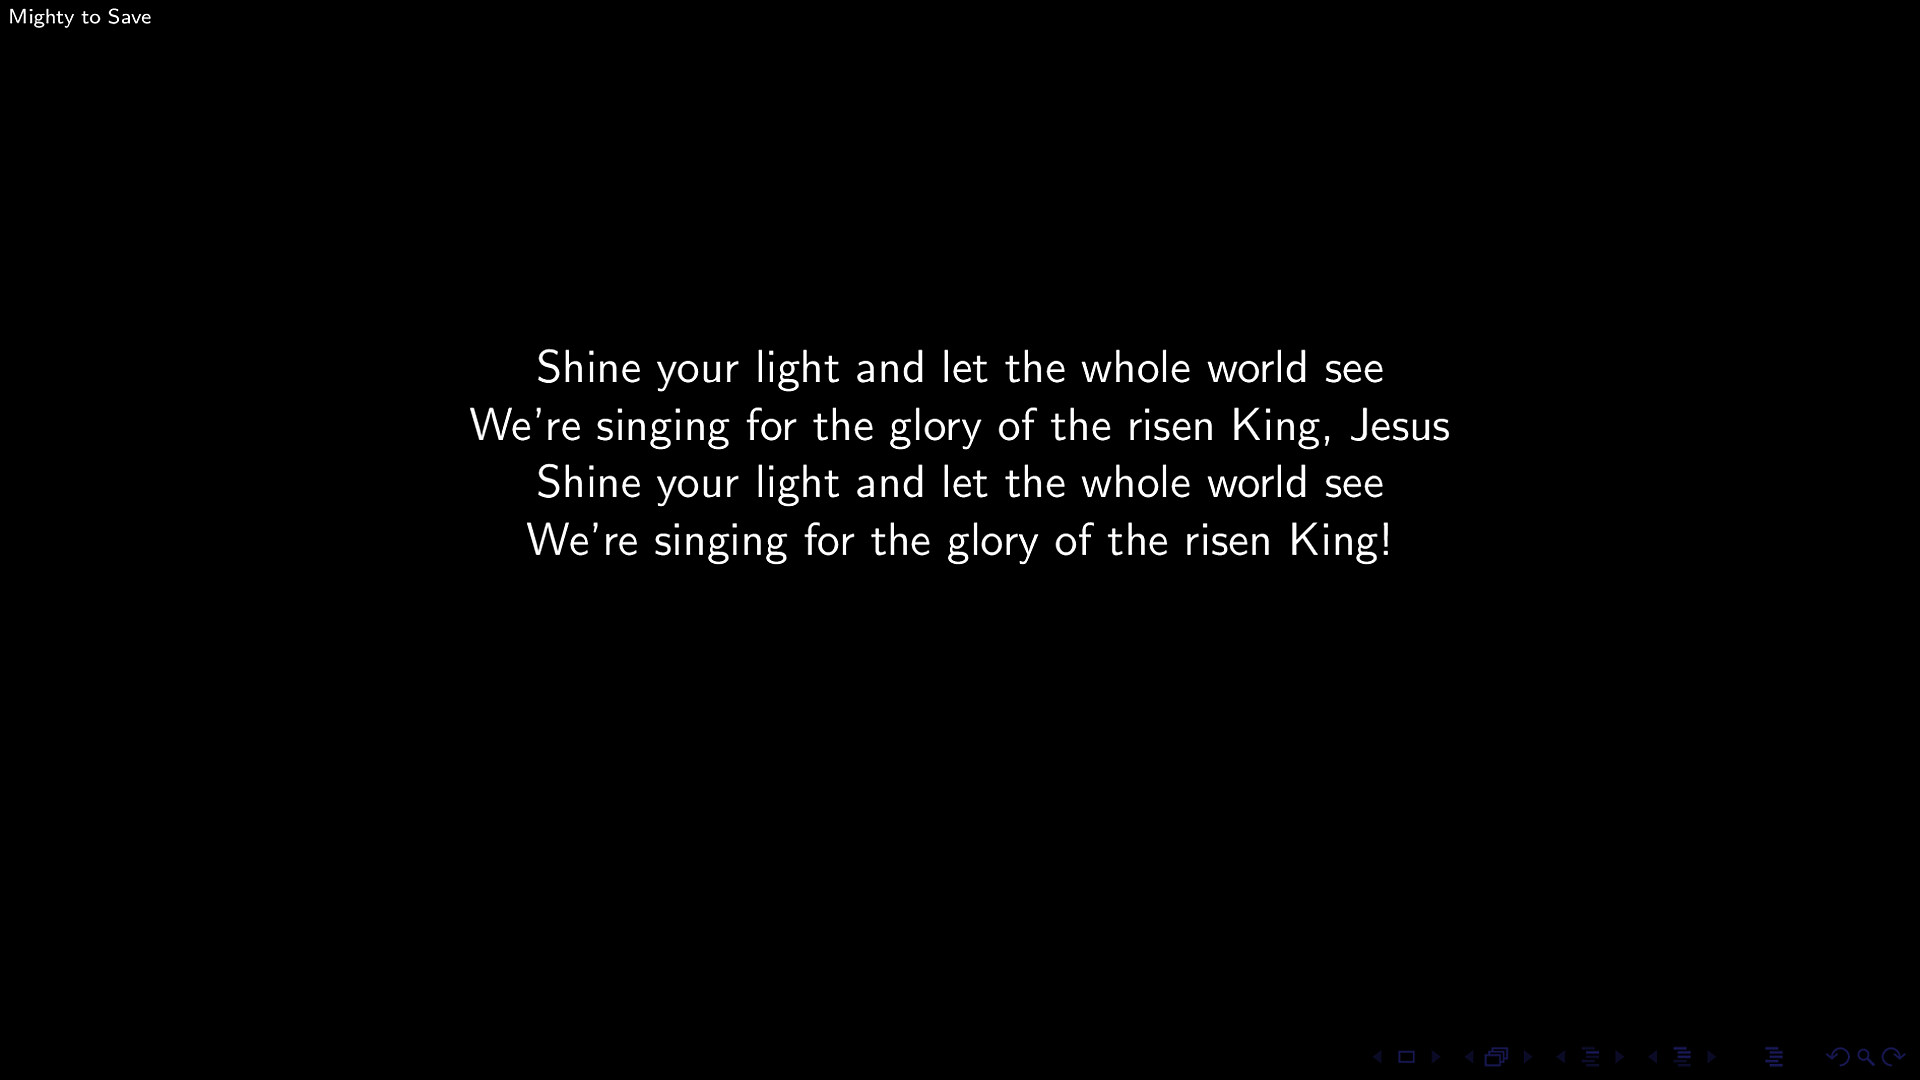 Mighty to Save
Shine your light and let the whole world see
We're singing for the glory of the risen King, Jesus
Shine your light and let the whole world see
We're singing for the glory of the risen King!